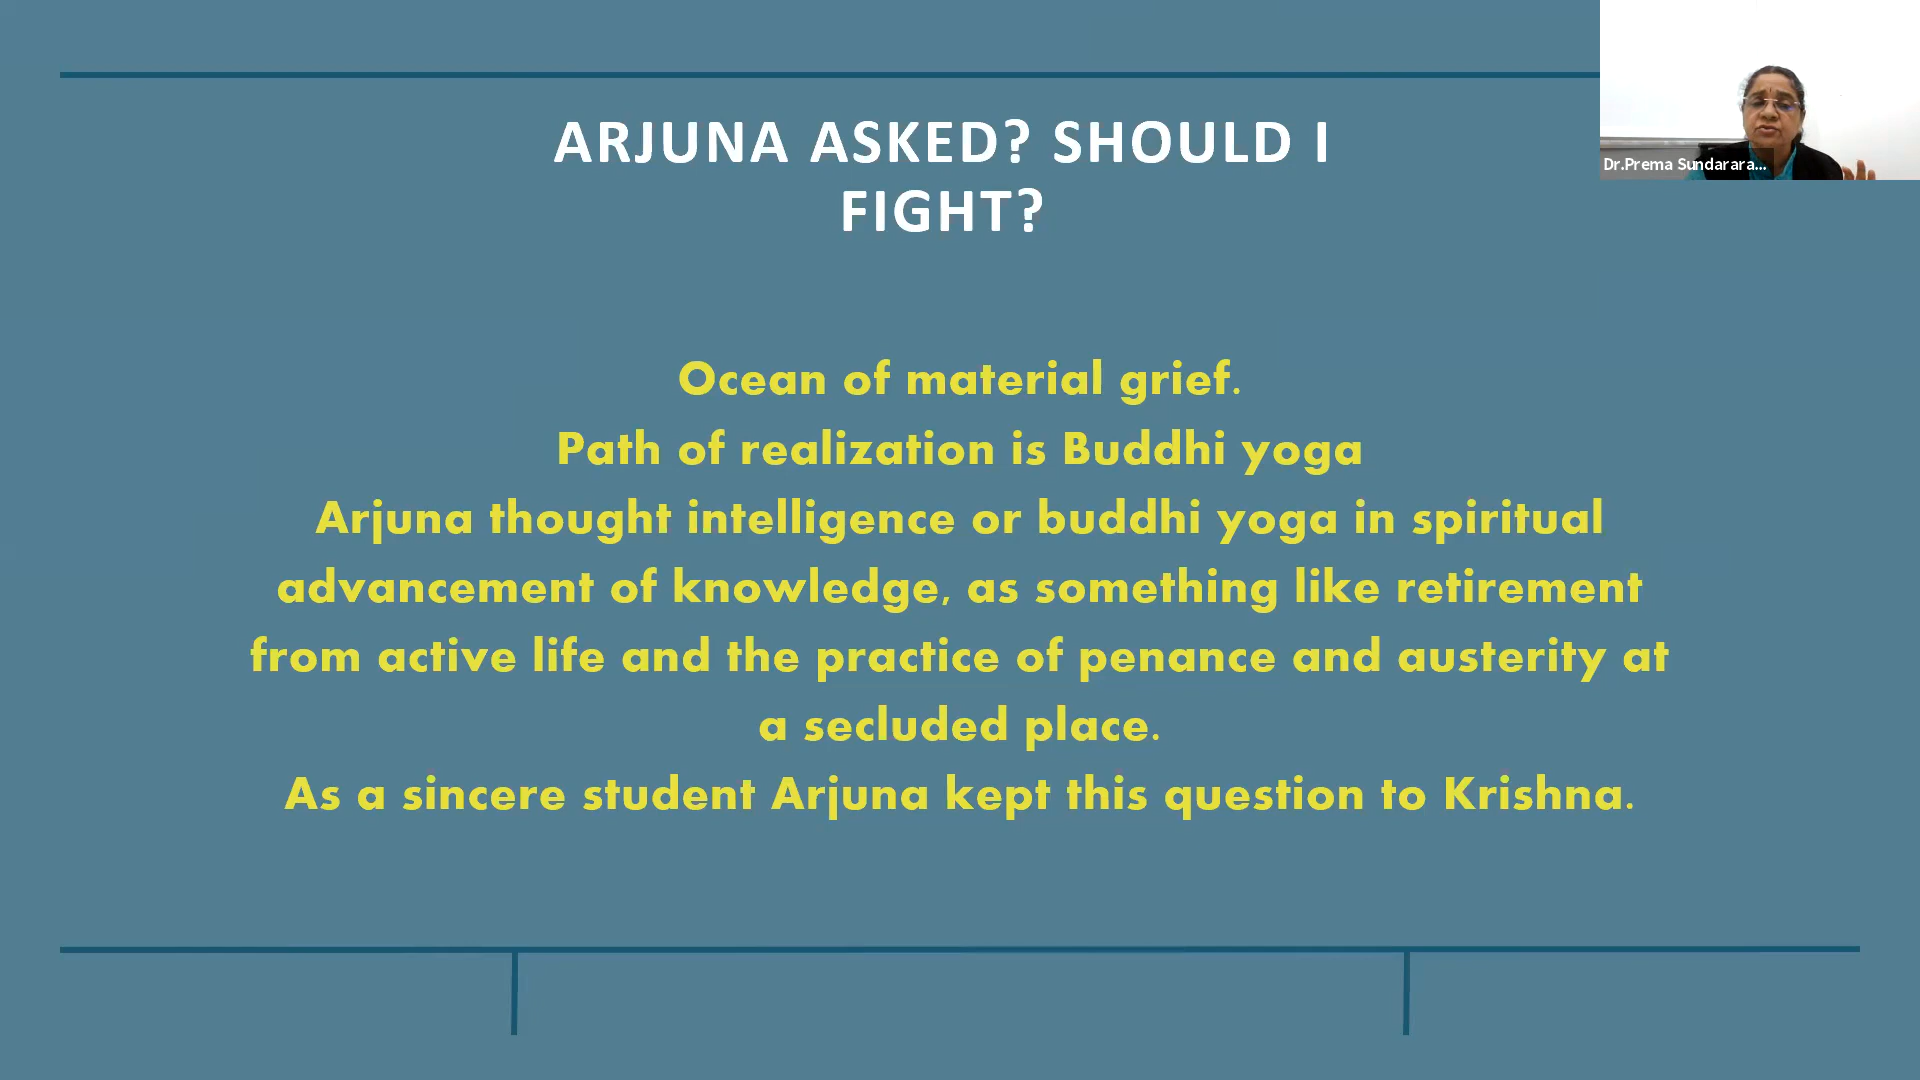 ARJUNA ASKED? SHOULD I
FIGHT?
Dr.Prema Sundarara...
Ocean of material grief.
Path of realization is Buddhi yoga
Arjuna thought intelligence or buddhi yoga in spiritual
advancement of knowledge, as something like retirement
from active life and the practice of penance and austerity at
a secluded place.
As a sincere student Arjuna kept this question to Krishna.